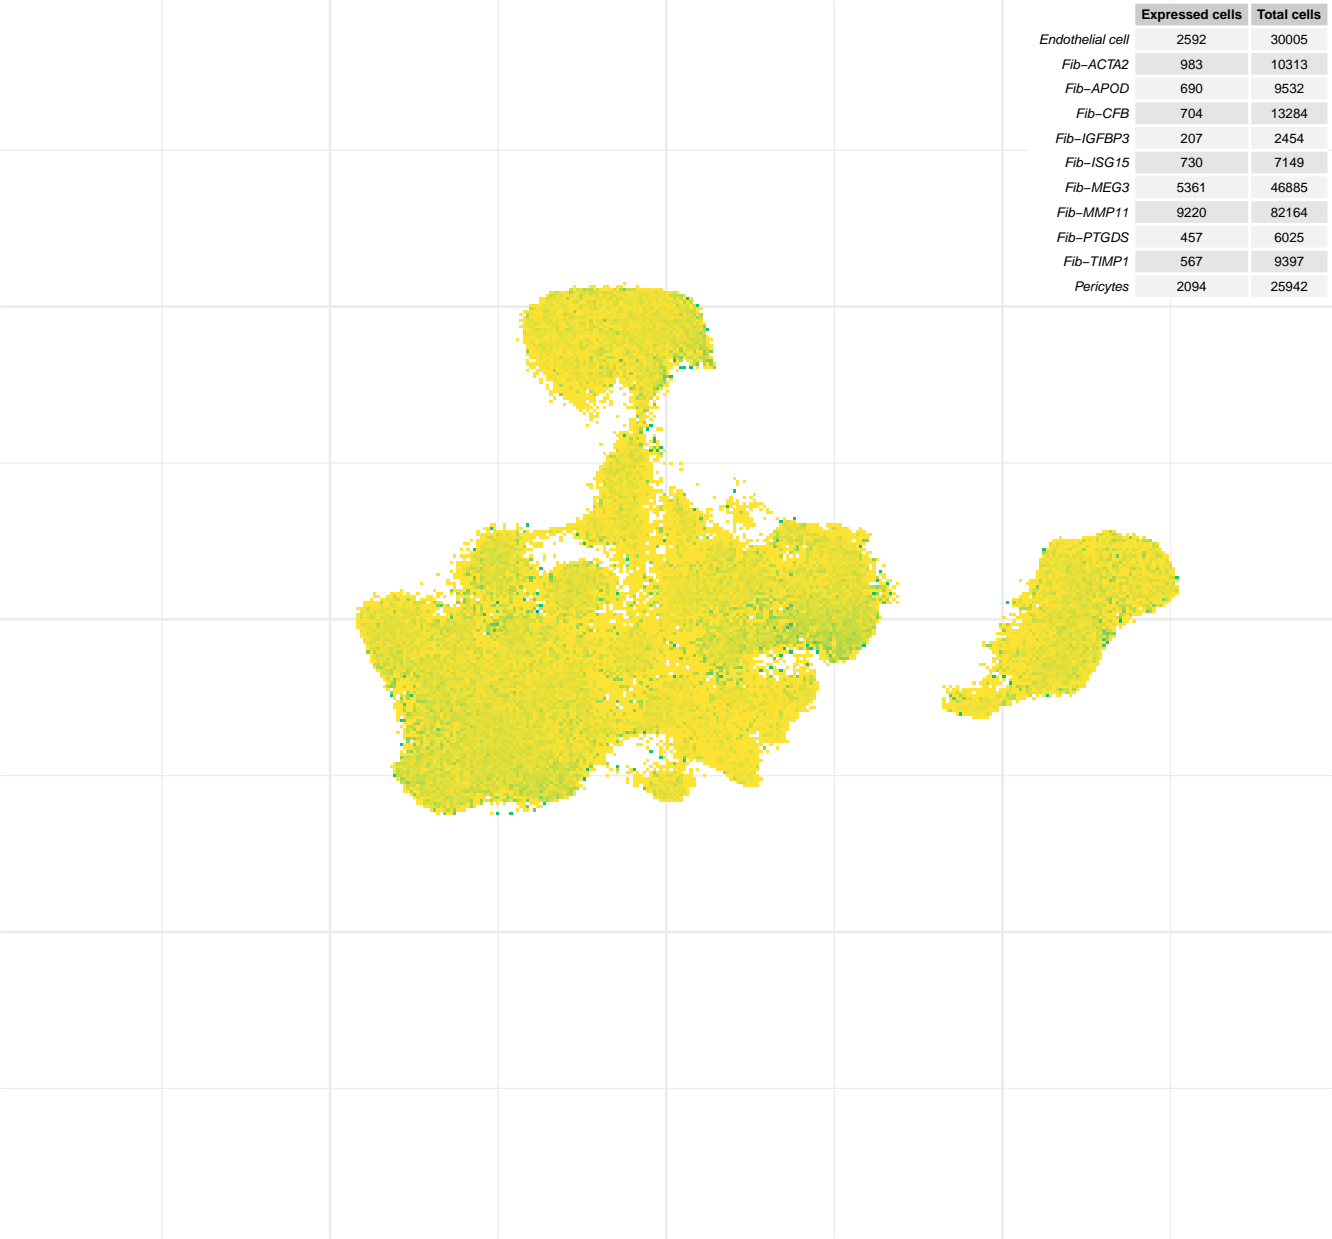 Expressed cells Total cells
Endothelial cell 2592 30005
Fib−ACTA2 983 10313
Fib−APOD 690 9532
Fib−CFB 704 13284
Fib−IGFBP3 207 2454
Fib−ISG15 730 7149
Fib−MEG3 5361 46885
Fib−MMP11 9220 82164
Fib−PTGDS 457 6025
Fib−TIMP1 567 9397
Pericytes 2094 25942